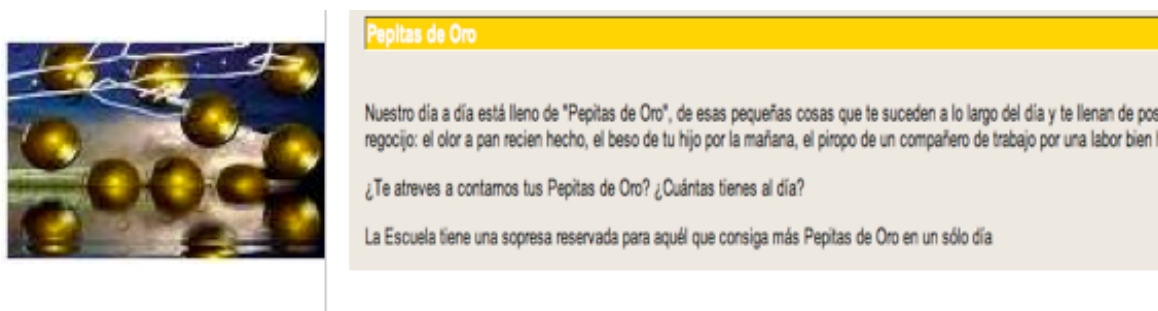 Pepitas de Oro
Nuestro día a día está lleno de "Pepitas de Oro", de esas pequeñas cosas que te suceden a lo largo del día y te llenan de
regocijo: el olor a pan recien hecho, el beso de tu hijo por la mañana, el piropo de un compañero de trabajo por una labor bien
¿Te atreves a contarnos tus Pepitas de Oro? ¿Cuántas tienes al día?
La Escuela tiene una sopresa reservada para aquél que consiga más Pepitas de Oro en un sólo día